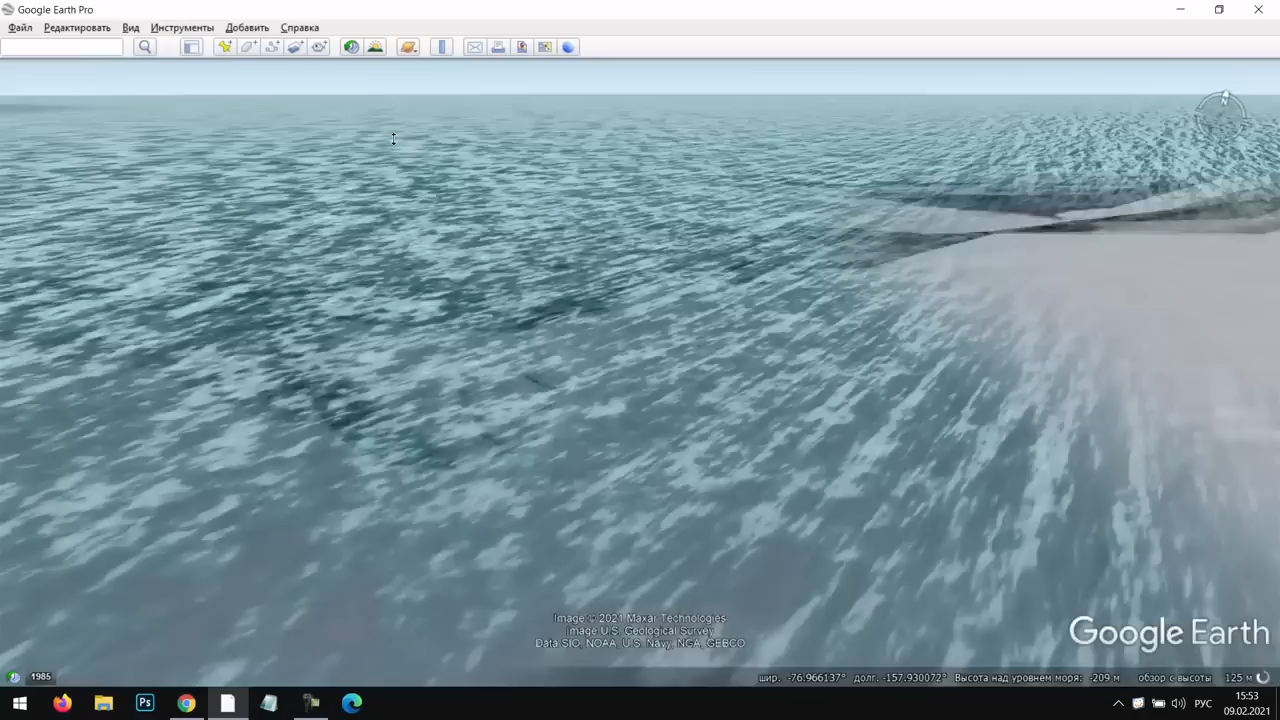 Google Earth Pro
Файл Редактировать Вид Инструменты Добавить Справка
Image © 2021 Maxar Technologies
Image U.S. Geological Survey
Data SIO, NOAA, U.S. Navy, NGA, GEBCO
Google Earth
1985 шир. -76.966137° долг. -157.930072° Высота над уровнем моря: -209 м обзор с высоты 125 м
Ps РУС 15:53
09.02.2021